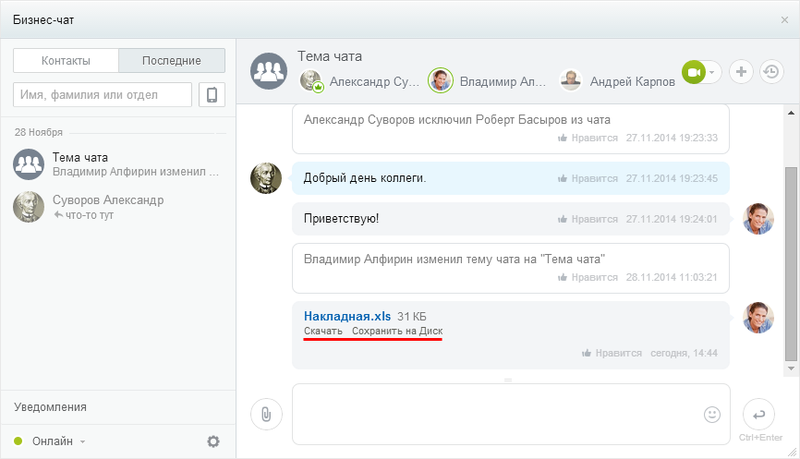 Бизнес-чат
Контакты
Последние
Имя, фамилия или отдел
28 Ноября
Тема чата
Владимир Алфирин изменил ...
Суворов Александр
что-то тут
Уведомления
Онлайн
Тема чата
Александр Су...
Владимир Ал...
Андрей Карпов
Александр Суворов исключил Роберт Басыров из чата
Нравится 27.11.2014 19:23:33
Добрый день коллеги.
Нравится 27.11.2014 19:23:45
Приветствую!
Нравится 27.11.2014 19:24:01
Владимир Алфирин изменил тему чата на "Тема чата"
Нравится 28.11.2014 11:03:21
Накладная.xls 31 КБ
Скачать Сохранить на Диск
Нравится сегодня, 14:44
Ctrl+Enter